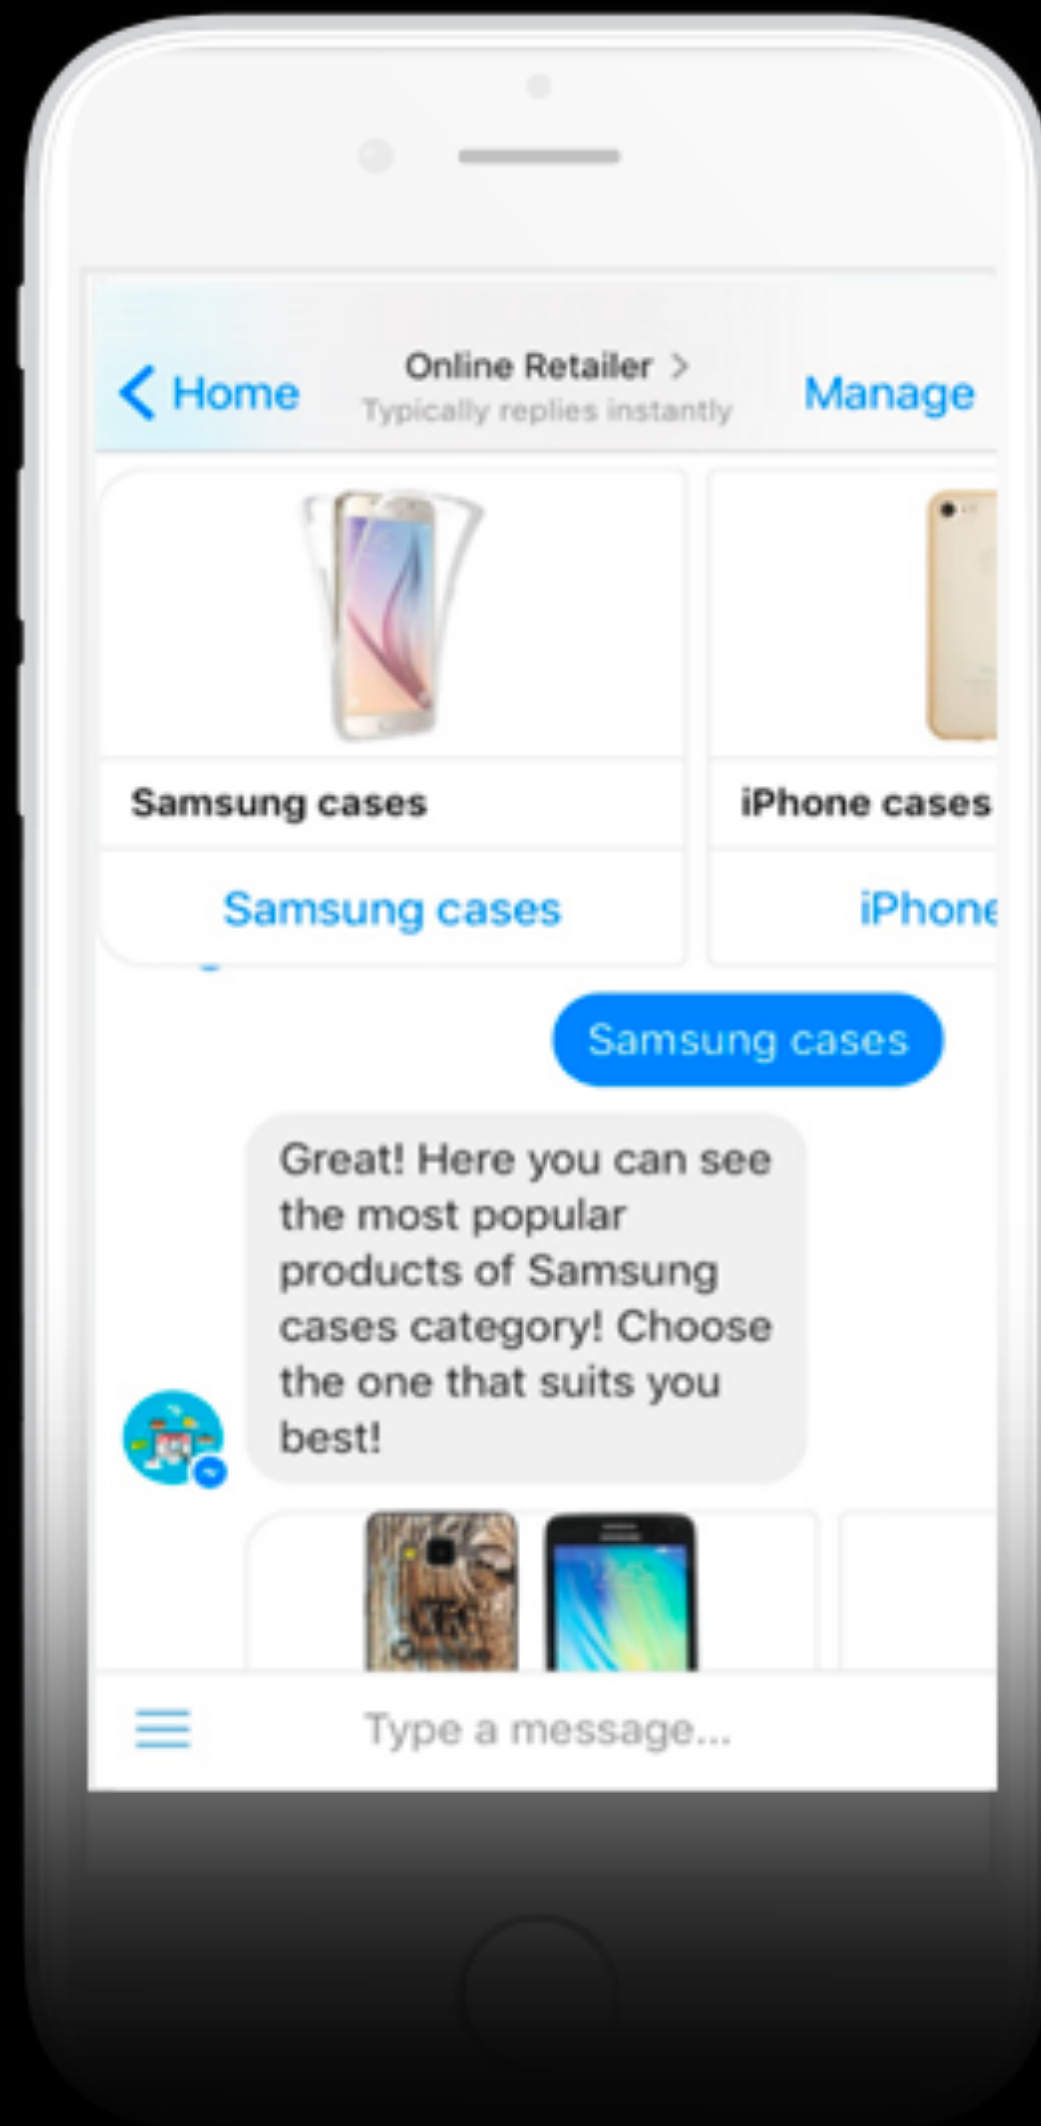 Home
Online Retailer >
Typically replies instantly
Manage
Samsung cases
Samsung cases
iPhone cases
iPhone
Samsung cases
Great! Here you can see
the most popular
products of Samsung
cases category! Choose
the one that suits you
best!
Type a message...